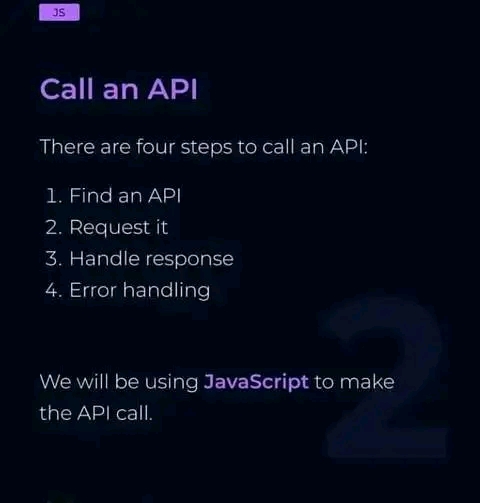 JS
Call an API
There are four steps to call an API:
1. Find an API
2. Request it
3. Handle response
4. Error handling
We will be using JavaScript to make
the API call.
2